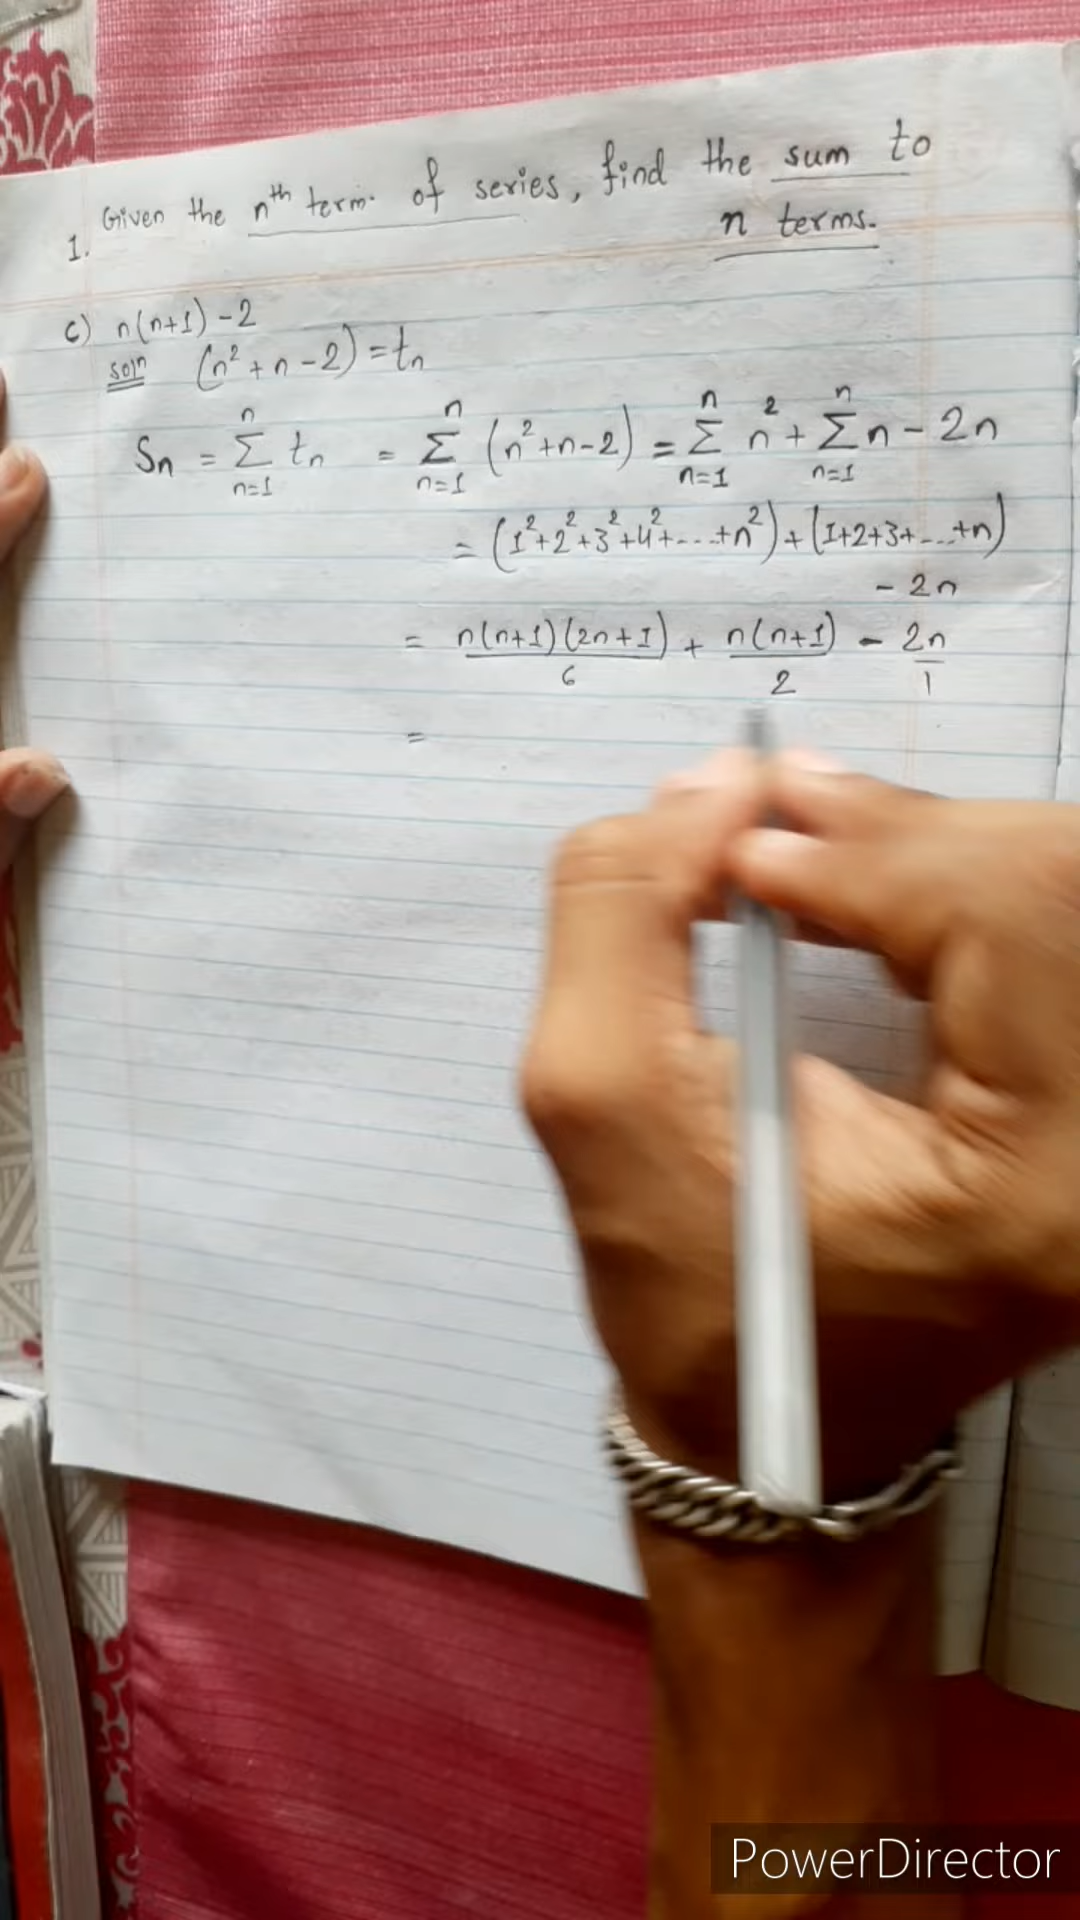 1. Given the nth term. of series, find the sum to
n terms.
c) n(n+1) -2
soln (n² + n - 2) = tn
Sn = n Σ n=1 tn = n Σ n=1 (n²+n-2) = n Σ n=1 n² + n Σ n=1 n - 2n
= (1²+2²+3²+4²+---+n²) + (1+2+3+---+n)
- 2n
= n(n+1)(2n+1)/6 + n(n+1)/2 - 2n/1
=
PowerDirector